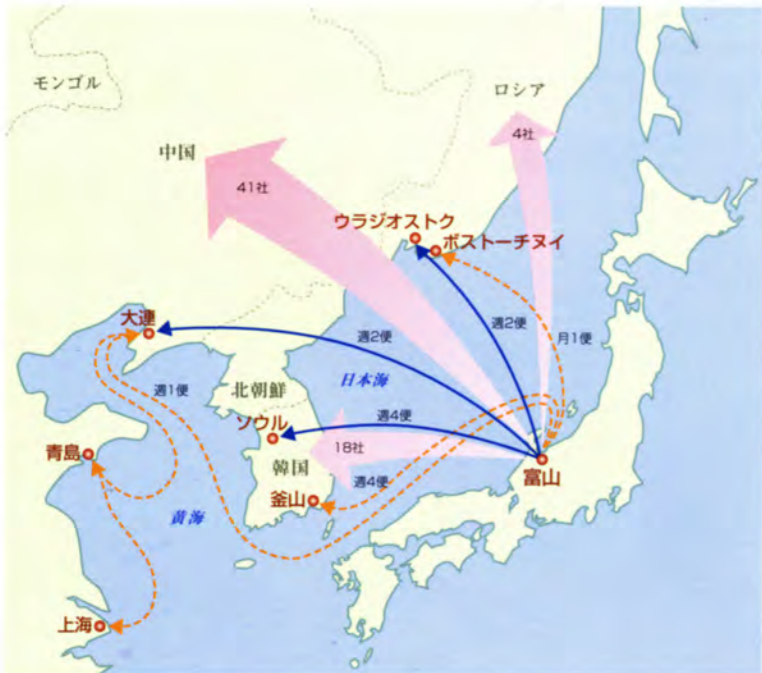 モンゴル
ロシア
4社
中国
41社
ウラジオストク
ボストーチヌイ
大連
週2便
週2便
月1便
週1便
北朝鮮
日本海
ソウル
週4便
18社
青島
韓国
週4便
富山
釜山
黄海
上海